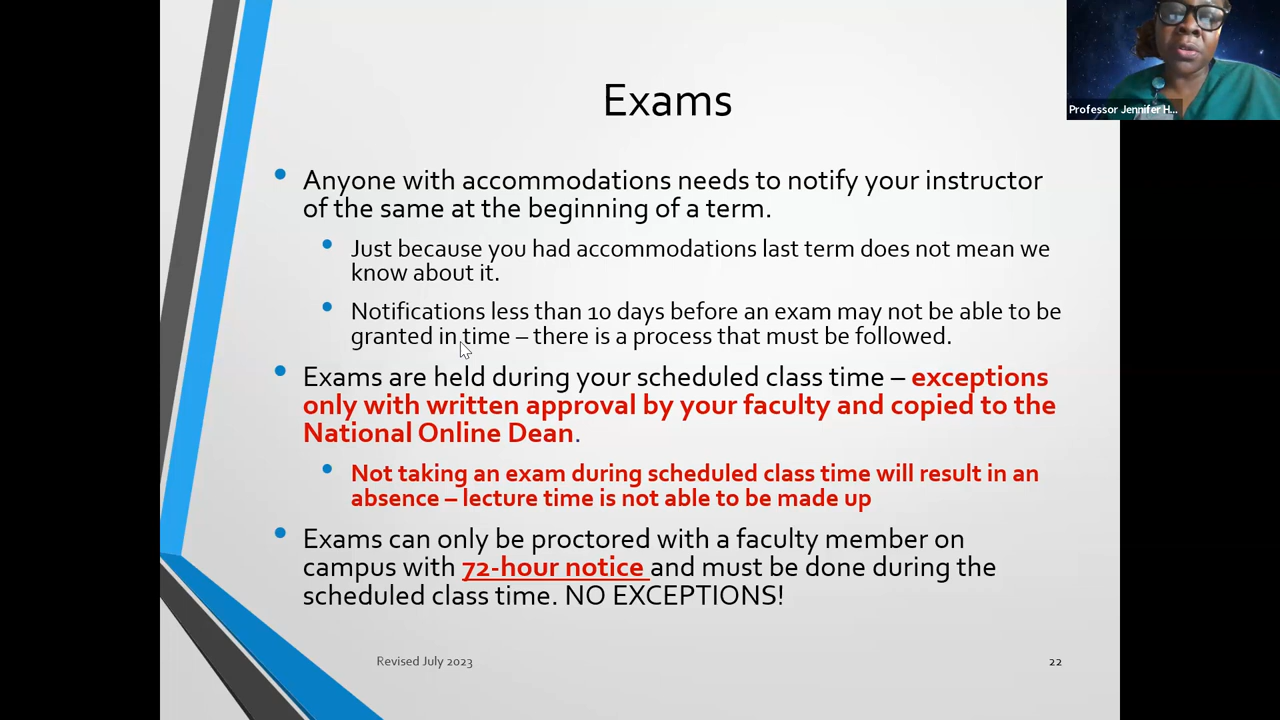 Exams
Professor Jennifer H...
• Anyone with accommodations needs to notify your instructor
of the same at the beginning of a term.
• Just because you had accommodations last term does not mean we
know about it.
• Notifications less than 10 days before an exam may not be able to be
granted in time – there is a process that must be followed.
• Exams are held during your scheduled class time – exceptions
only with written approval by your faculty and copied to the
National Online Dean.
• Not taking an exam during scheduled class time will result in an
absence – lecture time is not able to be made up
• Exams can only be proctored with a faculty member on
campus with 72-hour notice and must be done during the
scheduled class time. NO EXCEPTIONS!
Revised July 2023
22